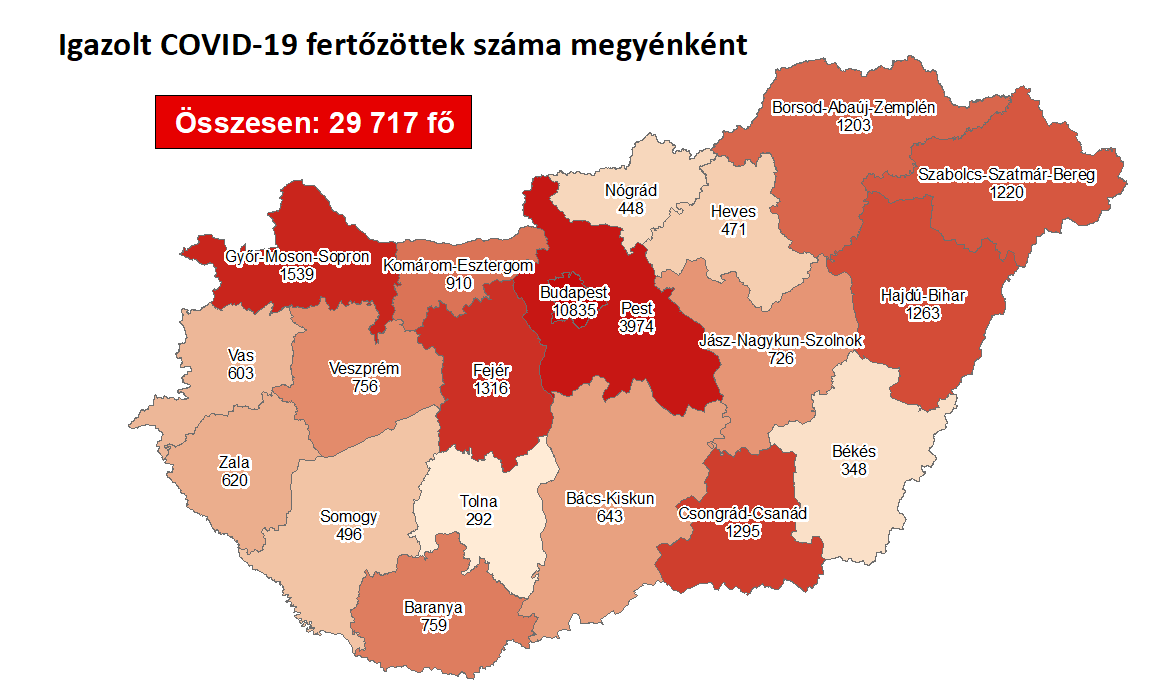 Igazolt COVID-19 fertőzöttek száma megyénként
Összesen: 29 717 fő
Borsod-Abaúj-Zemplén
1203
Szabolcs-Szatmár-Bereg
1220
Nógrád
448
Heves
471
Győr-Moson-Sopron
1539
Komárom-Esztergom
910
Budapest
10835
Pest
3974
Hajdú-Bihar
1263
Jász-Nagykun-Szolnok
726
Vas
603
Veszprém
756
Fejér
1316
Békés
348
Zala
620
Tolna
292
Bács-Kiskun
643
Csongrád-Csanád
1295
Somogy
496
Baranya
759